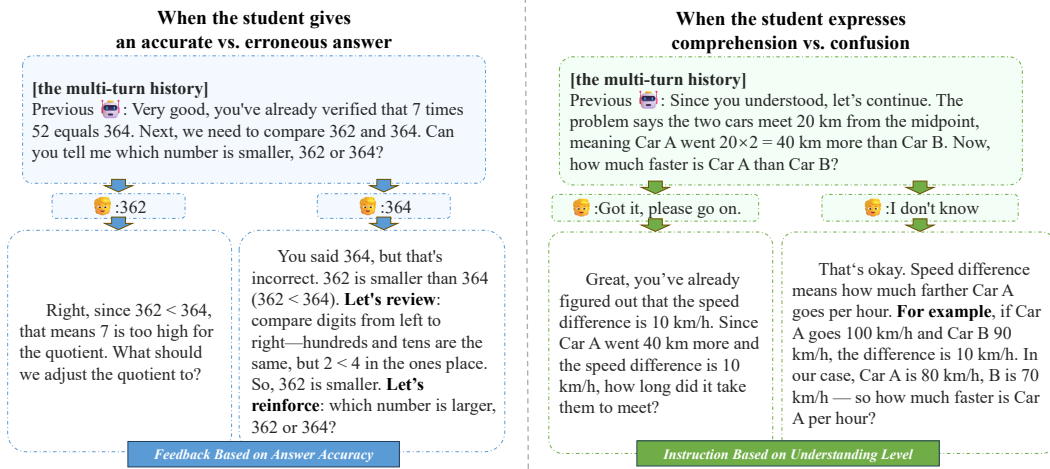 When the student gives
an accurate vs. erroneous answer
[the multi-turn history]
Previous : Very good, you've already verified that 7 times
52 equals 364. Next, we need to compare 362 and 364. Can
you tell me which number is smaller, 362 or 364?
:362
:364
Right, since 362 < 364,
that means 7 is too high for
the quotient. What should
we adjust the quotient to?
You said 364, but that's
incorrect. 362 is smaller than 364
(362 < 364). Let's review:
compare digits from left to
right—hundreds and tens are the
same, but 2 < 4 in the ones place.
So, 362 is smaller. Let’s
reinforce: which number is larger,
362 or 364?
Feedback Based on Answer Accuracy
When the student expresses
comprehension vs. confusion
[the multi-turn history]
Previous : Since you understood, let’s continue. The
problem says the two cars meet 20 km from the midpoint,
meaning Car A went 20×2 = 40 km more than Car B. Now,
how much faster is Car A than Car B?
:Got it, please go on.
:I don't know
Great, you’ve already
figured out that the speed
difference is 10 km/h. Since
Car A went 40 km more and
the speed difference is 10
km/h, how long did it take
them to meet?
That‘s okay. Speed difference
means how much farther Car A
goes per hour. For example, if Car
A goes 100 km/h and Car B 90
km/h, the difference is 10 km/h. In
our case, Car A is 80 km/h, B is 70
km/h — so how much faster is Car
A per hour?
Instruction Based on Understanding Level